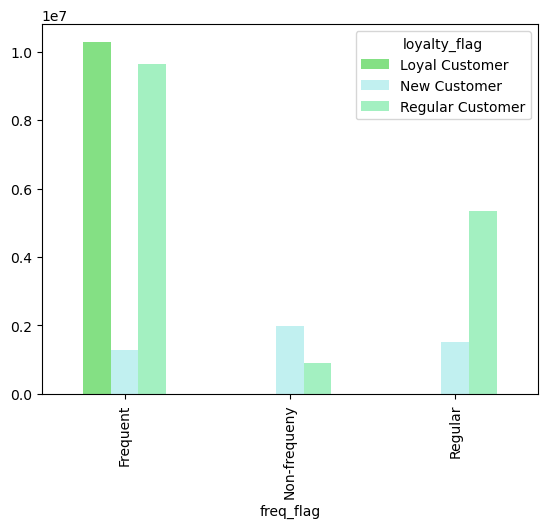 1e7
loyalty_flag
Loyal Customer
New Customer
Regular Customer
1.0
0.8
0.6
0.4
0.2
0.0
Frequent
Non-frequeny
Regular
freq_flag